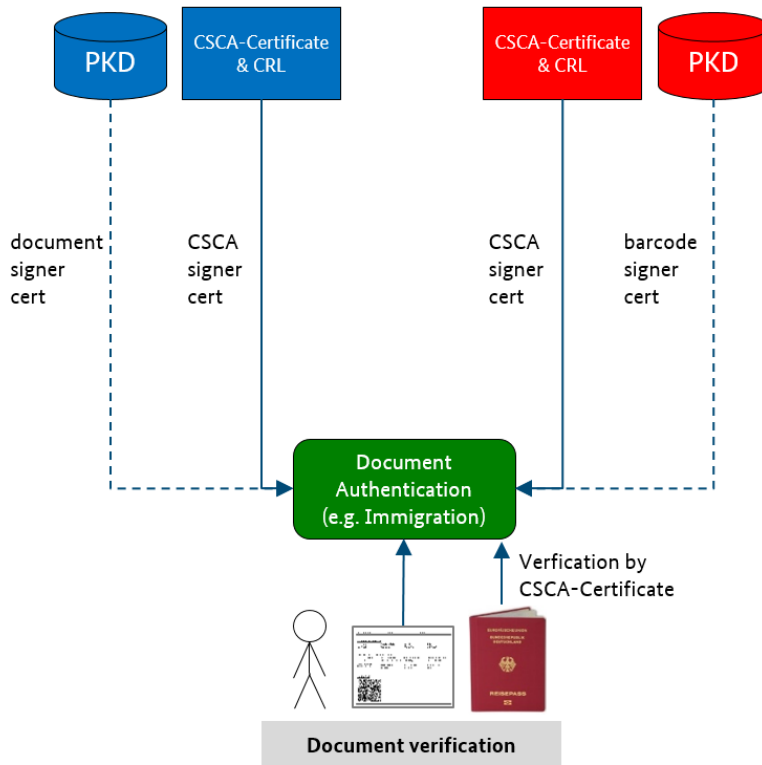 PKD
CSCA-Certificate
& CRL
CSCA-Certificate
& CRL
PKD
document
signer
cert
CSCA
signer
cert
CSCA
signer
cert
barcode
signer
cert
Document
Authentication
(e.g. Immigration)
Verfication by
CSCA-Certificate
REISEPASS
Document verification